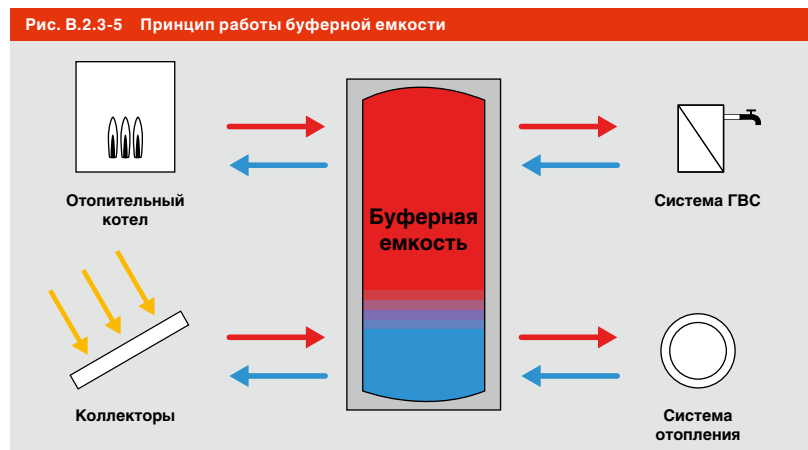 Рис. B.2.3-5 Принцип работы буферной емкости
Отопительный
котел
Буферная
емкость
Система ГВС
Коллекторы
Система
отопления